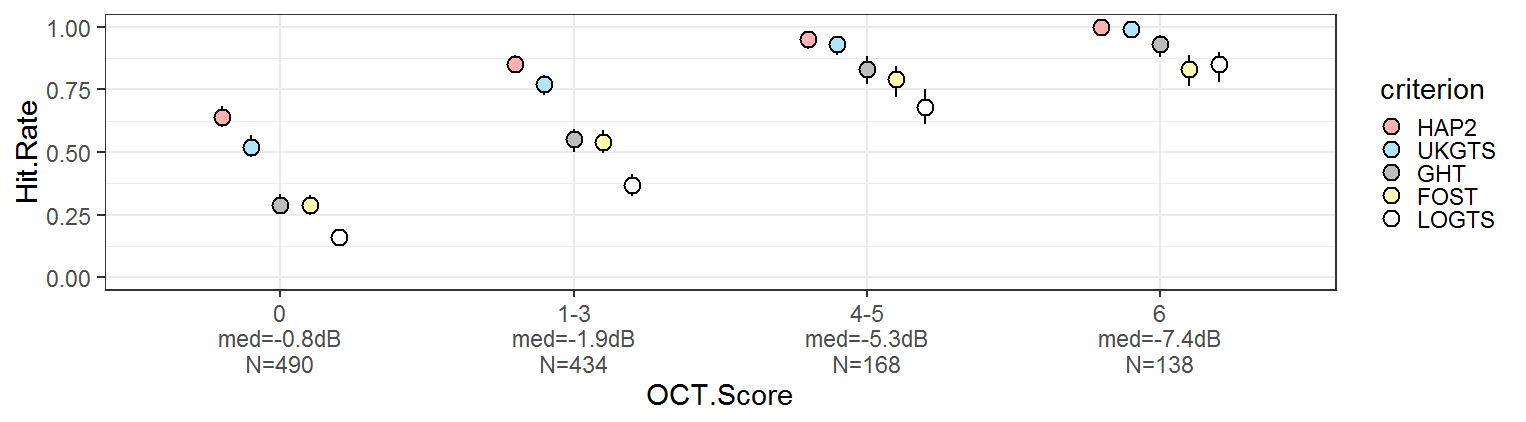 Hit.Rate
1.00
0.75
0.50
0.25
0.00
0 1-3 4-5 6
med=-0.8dB med=-1.9dB med=-5.3dB med=-7.4dB
N=490 N=434 N=168 N=138
OCT.Score
criterion
HAP2
UKGTS
GHT
FOST
LOGTS